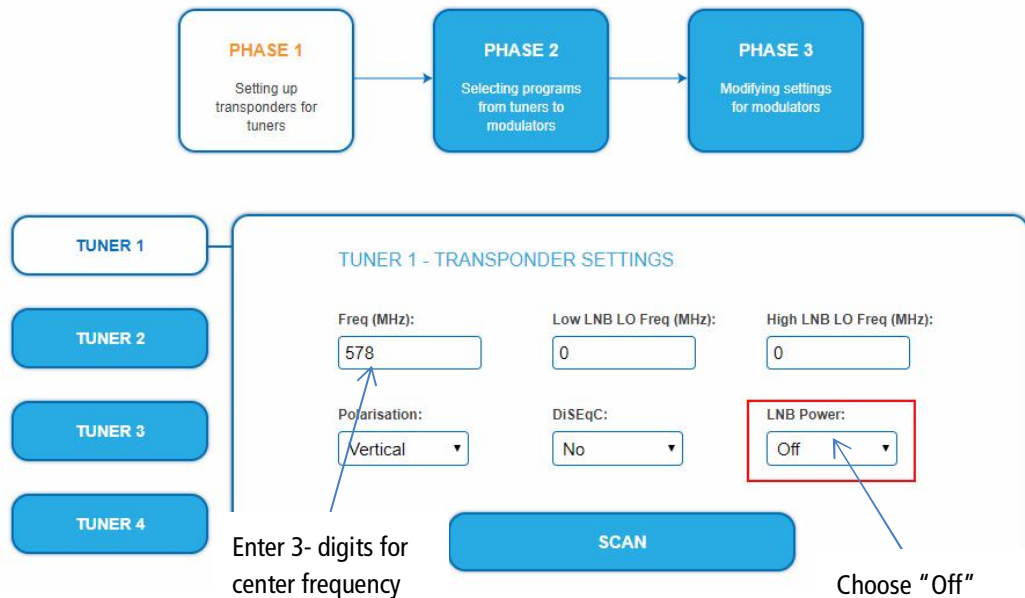 PHASE 1
Setting up
transponders for
tuners
PHASE 2
Selecting programs
from tuners to
modulators
PHASE 3
Modifying settings
for modulators
TUNER 1
TUNER 2
TUNER 3
TUNER 4
TUNER 1 - TRANSPONDER SETTINGS
Freq (MHz):
578
Low LNB LO Freq (MHz):
0
High LNB LO Freq (MHz):
0
Polarisation:
Vertical
DiSEqC:
No
LNB Power:
Off
SCAN
Enter 3- digits for
center frequency
Choose “Off”